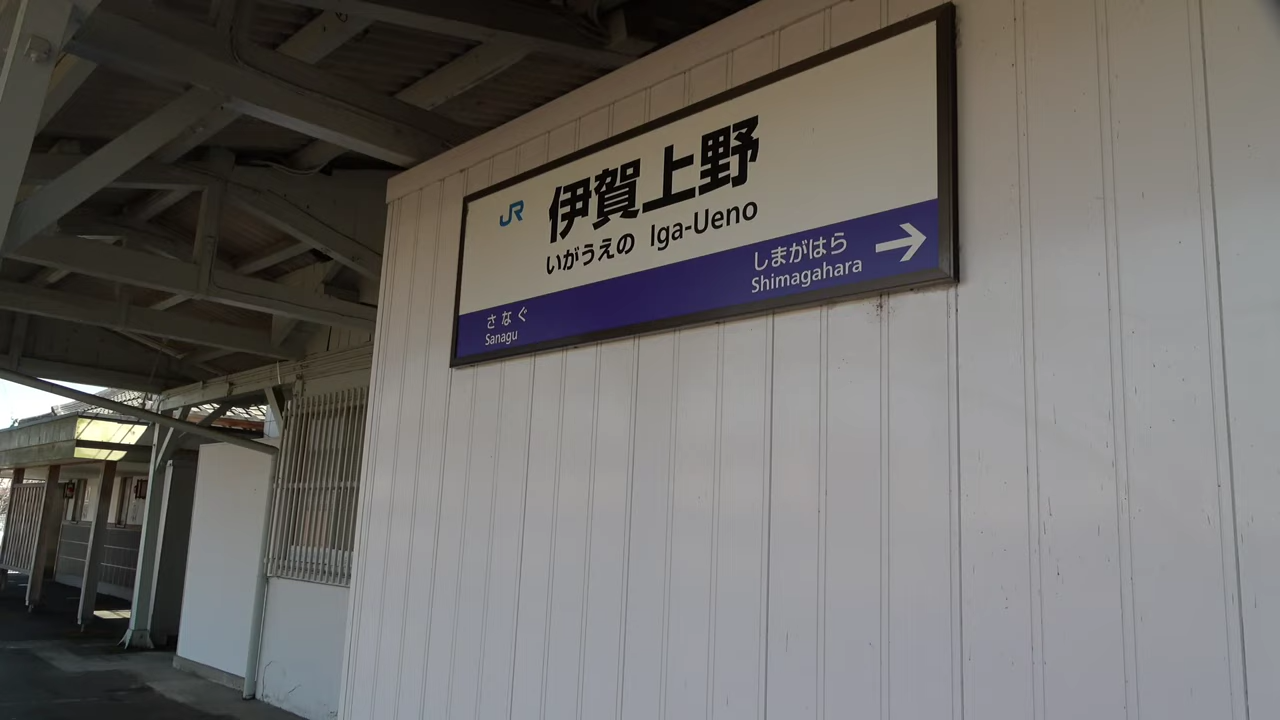 JR
伊賀上野
いがうえの Iga-Ueno
さなぐ
Sanagu
しまがはら
Shimagahara